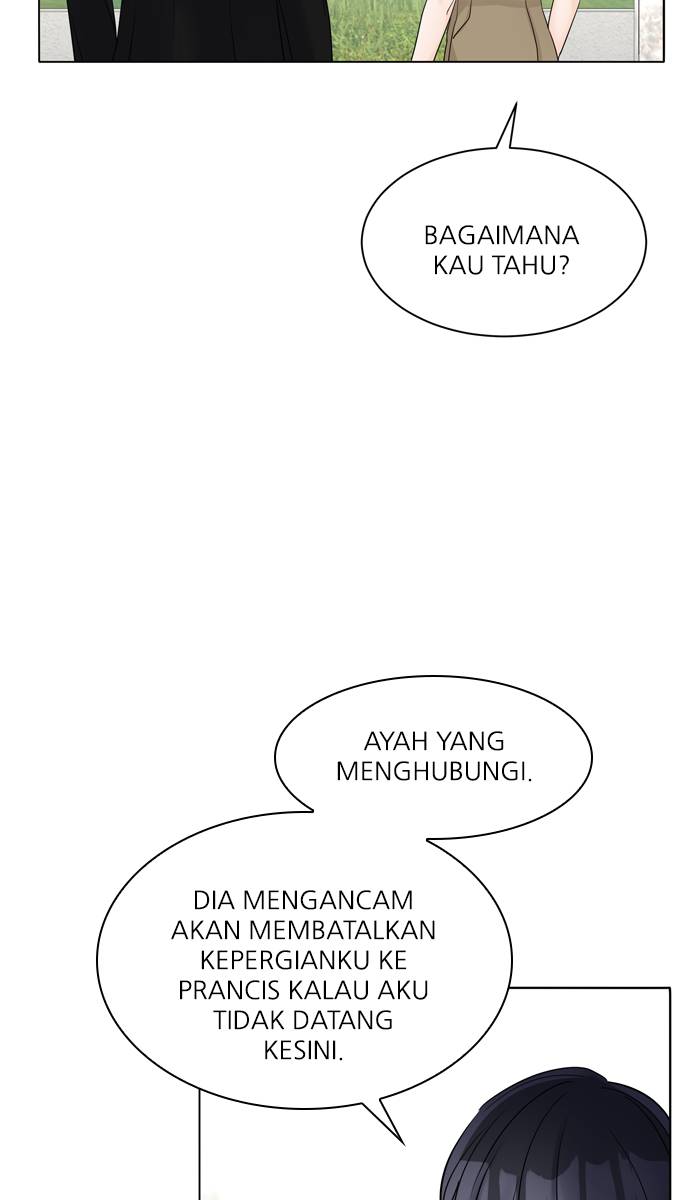 BAGAIMANA
KAU TAHU?
AYAH YANG
MENGHUBUNGI.
DIA MENGANCAM
AKAN MEMBATALKAN
KEPERGIANKU KE
PRANCIS KALAU AKU
TIDAK DATANG
KESINI.